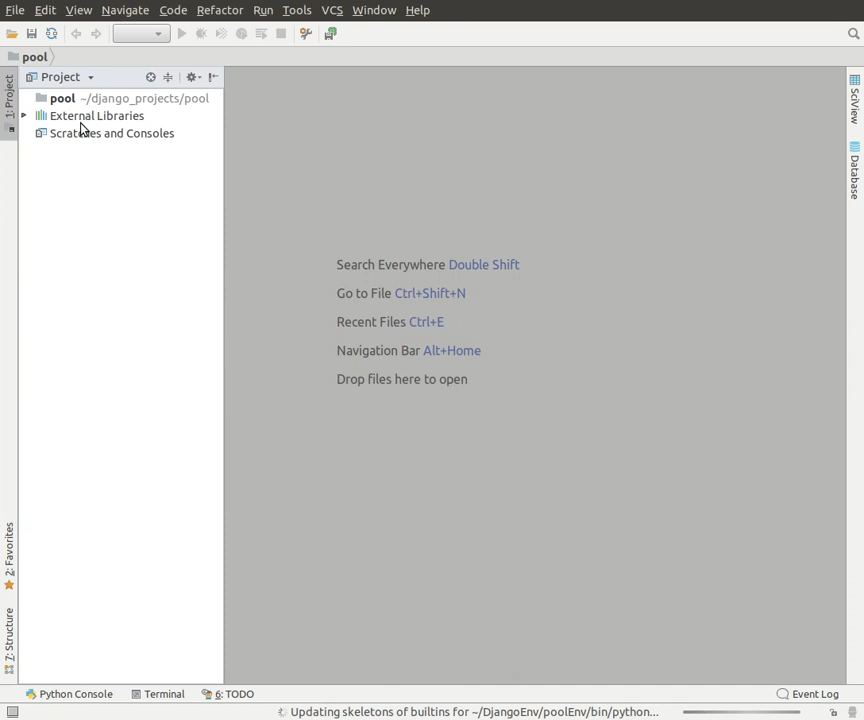 File Edit View Navigate Code Refactor Run Tools VCS Window Help
pool
1: Project
Project
pool ~/django_projects/pool
External Libraries
Scratches and Consoles
SciView
Database
Search Everywhere Double Shift
Go to File Ctrl+Shift+N
Recent Files Ctrl+E
Navigation Bar Alt+Home
Drop files here to open
2: Favorites
7: Structure
Python Console Terminal 6: TODO Event Log
Updating skeletons of builtins for ~/DjangoEnv/poolEnv/bin/python...